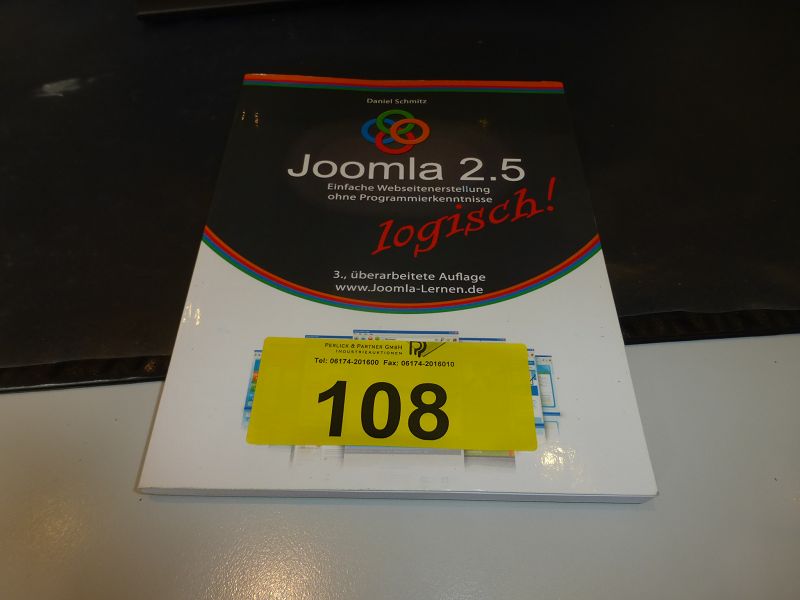 Daniel Schmitz
Joomla 2.5
Einfache Webseitenerstellung
ohne Programmierkenntnisse
logisch!
3., überarbeitete Auflage
www.Joomla-Lernen.de
PERLICK & PARTNER GMBH
INDUSTRIEAUKTIONEN
Tel: 06174-201600 Fax: 06174-2016010
108